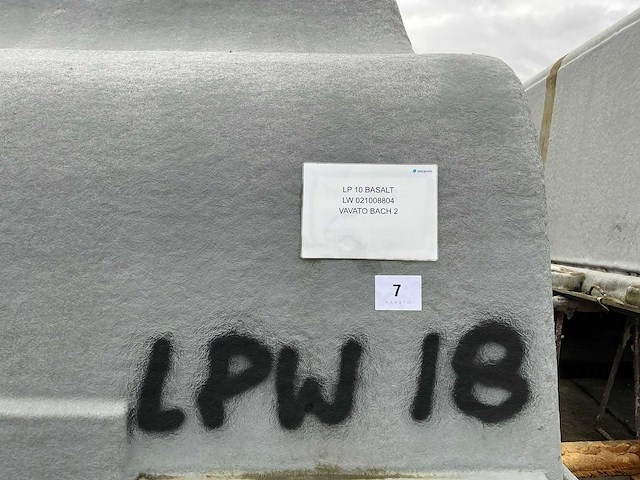 LP 10 BASALT
LW 021008804
VAVATO BACH 2
7
LPW 18